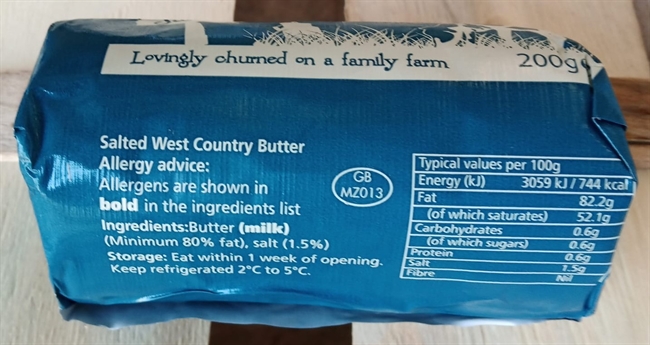 Lovingly churned on a family farm
200g
Salted West Country Butter
Allergy advice:
Allergens are shown in
bold in the ingredients list
Ingredients:Butter (milk)
(Minimum 80% fat), salt (1.5%)
Storage: Eat within 1 week of opening.
Keep refrigerated 2°C to 5°C.
GB
MZ013
Typical values per 100g
Energy (kJ) 3059 kJ / 744 kcal
Fat 82.2g
(of which saturates) 52.1g
Carbohydrates 0.6g
(of which sugars) 0.6g
Protein 0.6g
Salt 1.5g
Fibre Nil